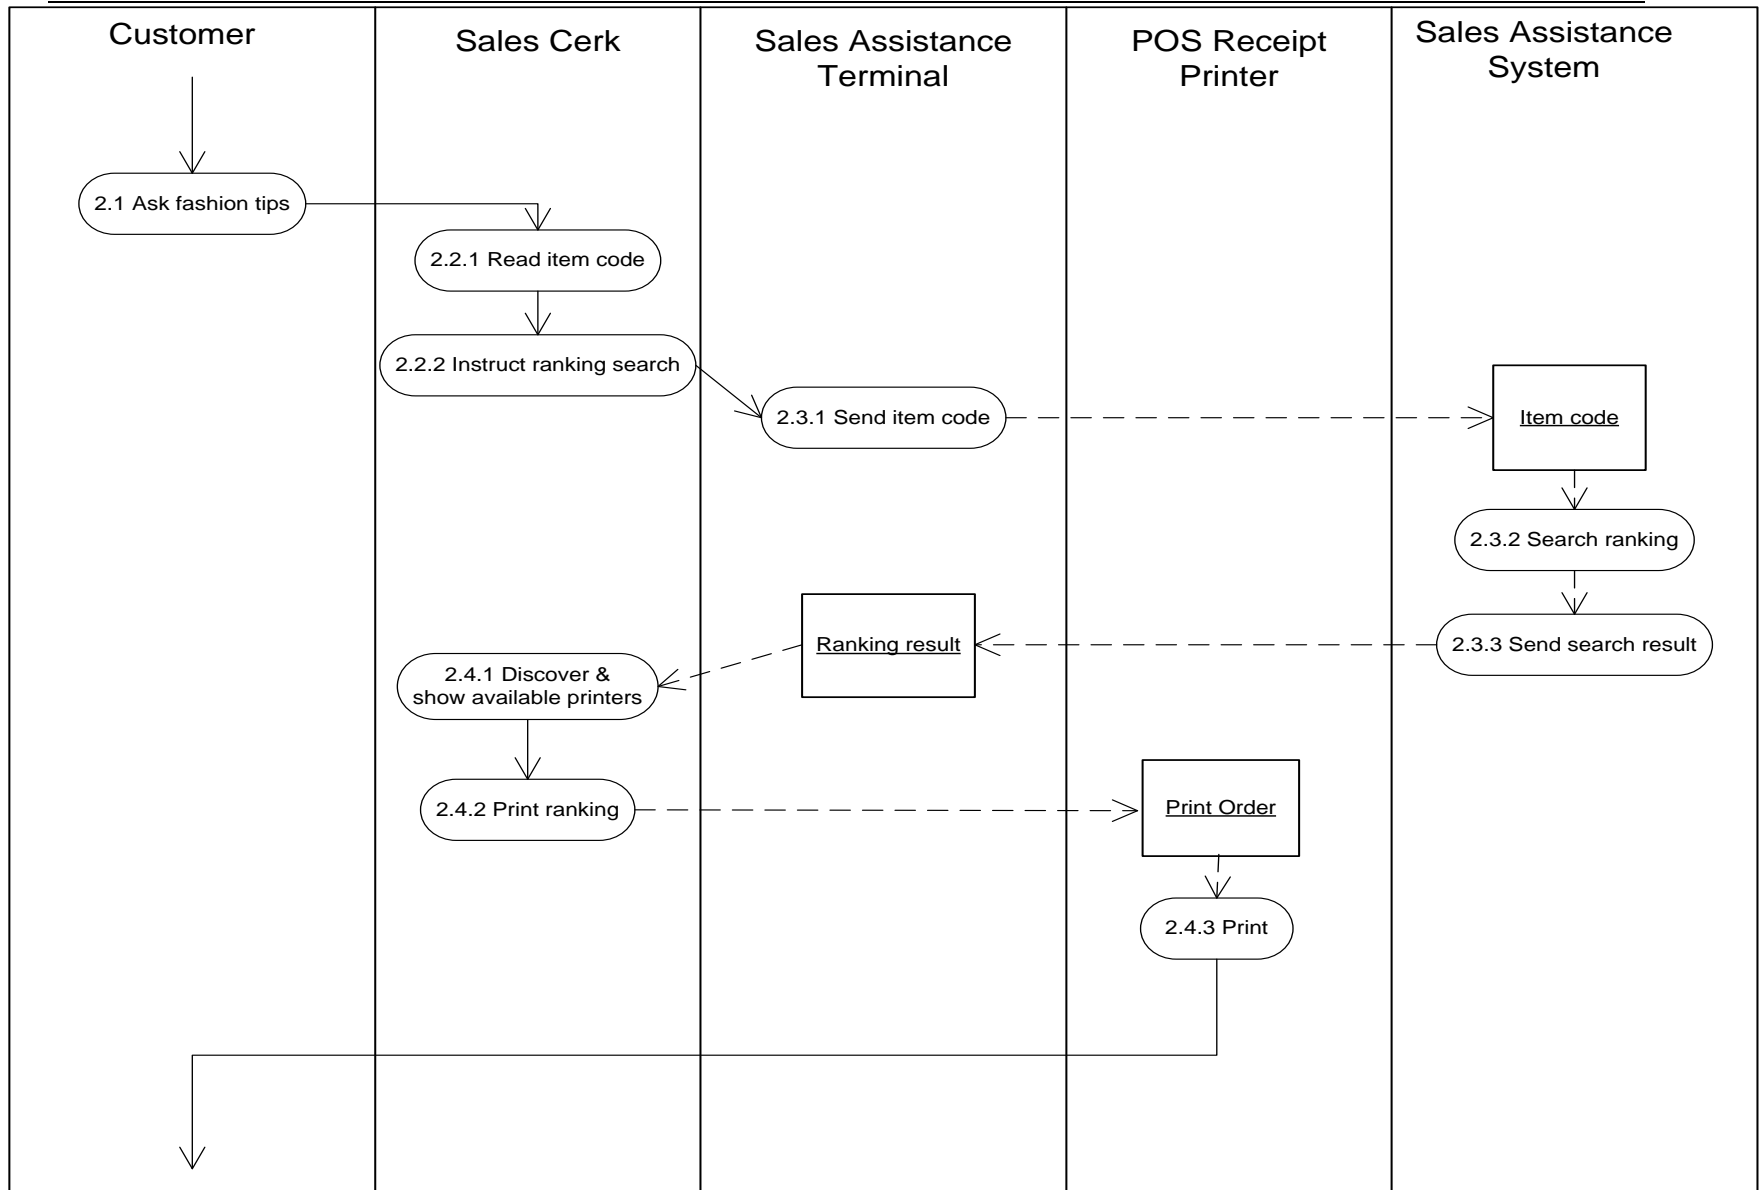 Customer
Sales Cerk
Sales Assistance
Terminal
POS Receipt
Printer
Sales Assistance
System
2.1 Ask fashion tips
2.2.1 Read item code
2.2.2 Instruct ranking search
2.3.1 Send item code
Item code
2.3.2 Search ranking
2.3.3 Send search result
Ranking result
2.4.1 Discover &
show available printers
2.4.2 Print ranking
Print Order
2.4.3 Print